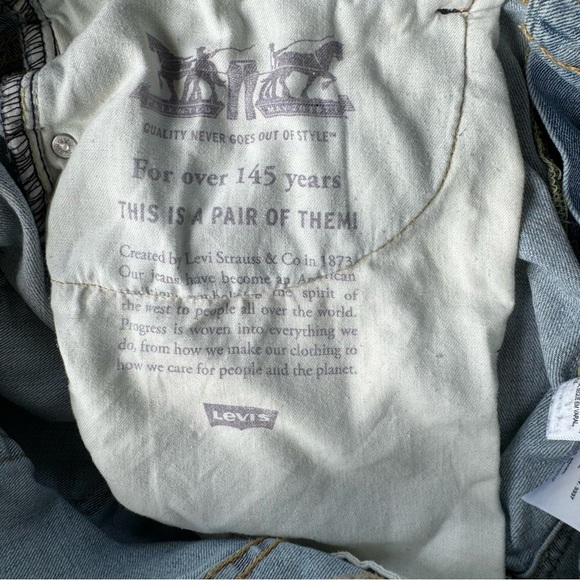 QUALITY NEVER GOES OUT OF STYLE™
For over 145 years
THIS IS A PAIR OF THEM!
Created by Levi Strauss & Co in 1873
Our jeans have become an American
the spirit of
the west to people all over the world.
Progress is woven into everything we
do, from how we make our clothing to
how we care for people and the planet.
LEVI'S